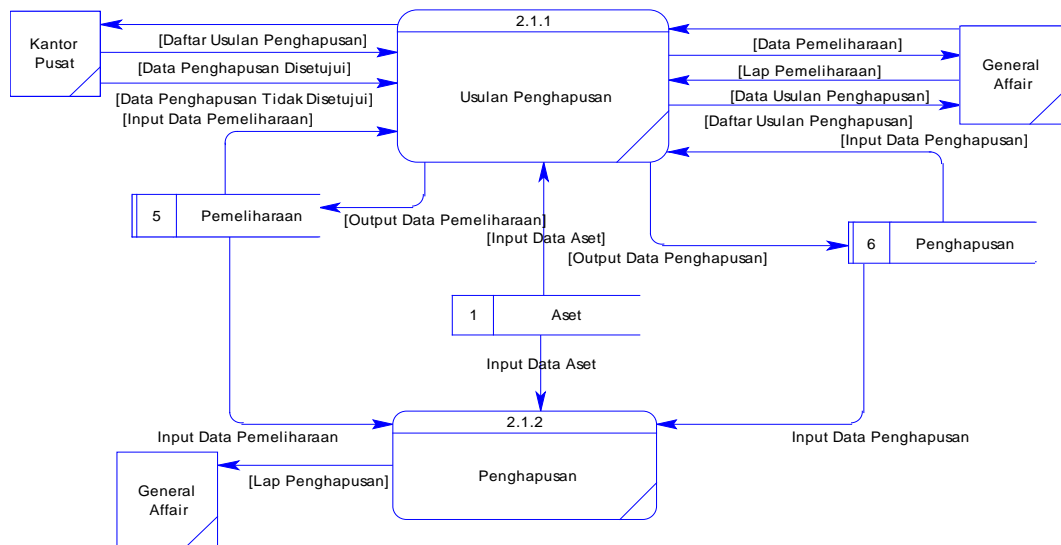 2.1.1
Kantor
Pusat
[Daftar Usulan Penghapusan]
[Data Penghapusan Disetujui]
[Data Penghapusan Tidak Disetujui]
[Input Data Pemeliharaan]
Usulan Penghapusan
[Data Pemeliharaan]
[Lap Pemeliharaan]
[Data Usulan Penghapusan]
[Daftar Usulan Penghapusan]
[Input Data Penghapusan]
General
Affair
5
Pemeliharaan
[Output Data Pemeliharaan]
[Input Data Aset]
[Output Data Penghapusan]
6
Penghapusan
1
Aset
Input Data Aset
2.1.2
Input Data Pemeliharaan
Input Data Penghapusan
Penghapusan
[Lap Penghapusan]
General
Affair